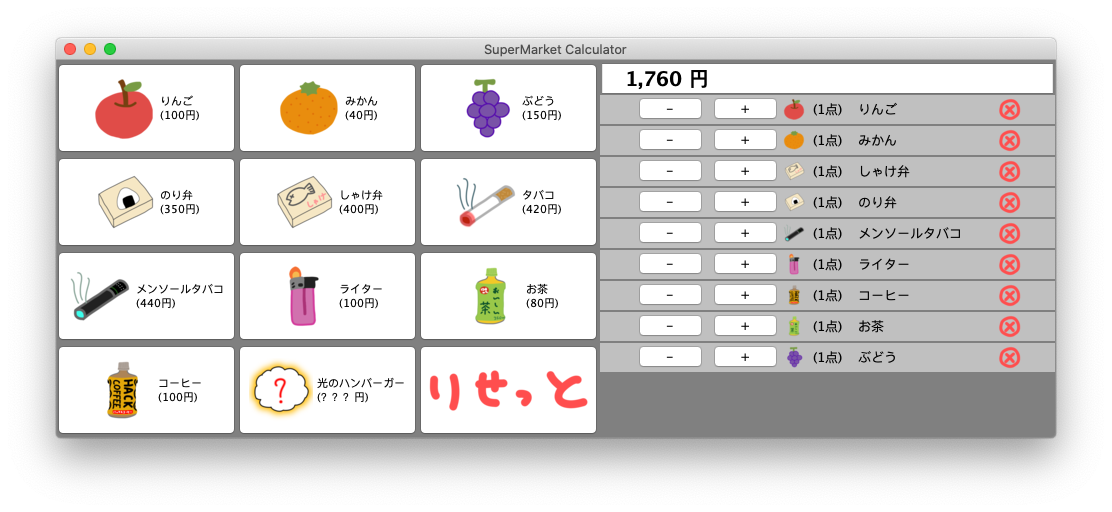 SuperMarket Calculator
りんご
(100円)
みかん
(40円)
ぶどう
(150円)
のり弁
(350円)
しゃけ
しゃけ弁
(400円)
タバコ
(420円)
メンソールタバコ
(440円)
ライター
(100円)
茶
お茶
(80円)
HACK
COFFEE
コーヒー
(100円)
?
光のハンバーガー
(? ? ? 円)
りせっと
1,760 円
- + (1点) りんご
- + (1点) みかん
- + (1点) しゃけ弁
- + (1点) のり弁
- + (1点) メンソールタバコ
- + (1点) ライター
- + (1点) コーヒー
- + (1点) お茶
- + (1点) ぶどう